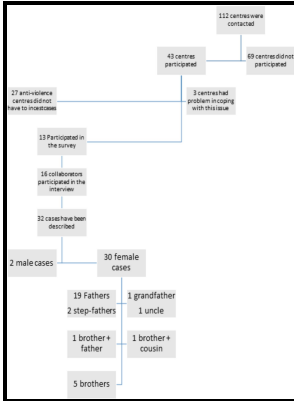 112 centres were
contacted
43 centres
participated
69 centres did not
participated
27 anti-violence
centres did not
have to incest cases
3 centres had
problem in coping
with this issue
13 Participated in
the survey
16 collaborators
participated in the
interview
32 cases have been
described
2 male cases
30 female
cases
19 Fathers
2 step-fathers
1 grandfather
1 uncle
1 brother +
father
1 brother +
cousin
5 brothers